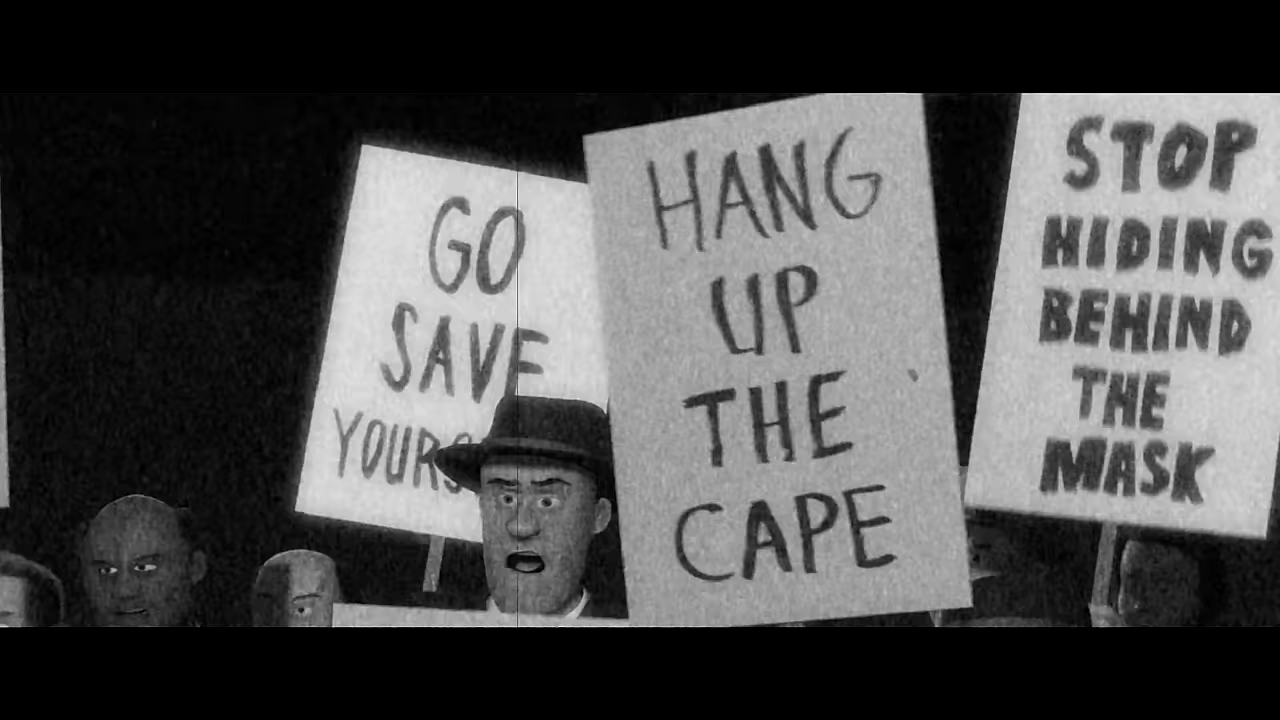 GO
SAVE
HANG
UP
THE
CAPE
STOP
HIDING
BEHIND
THE
MASK